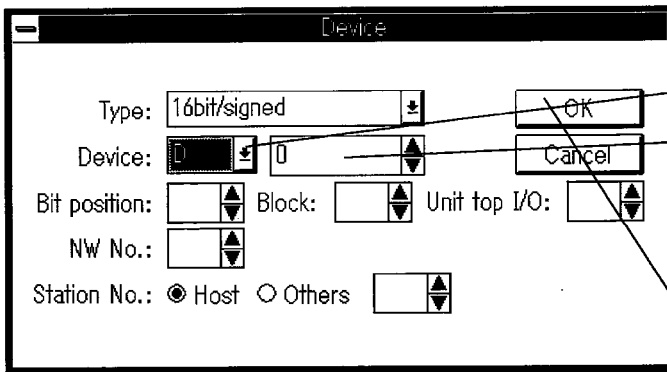 Device
Type: 16bit/signed OK
Device: D 0 Cancel
Bit position: Block: Unit top I/O:
NW No.:
Station No.: Host Others